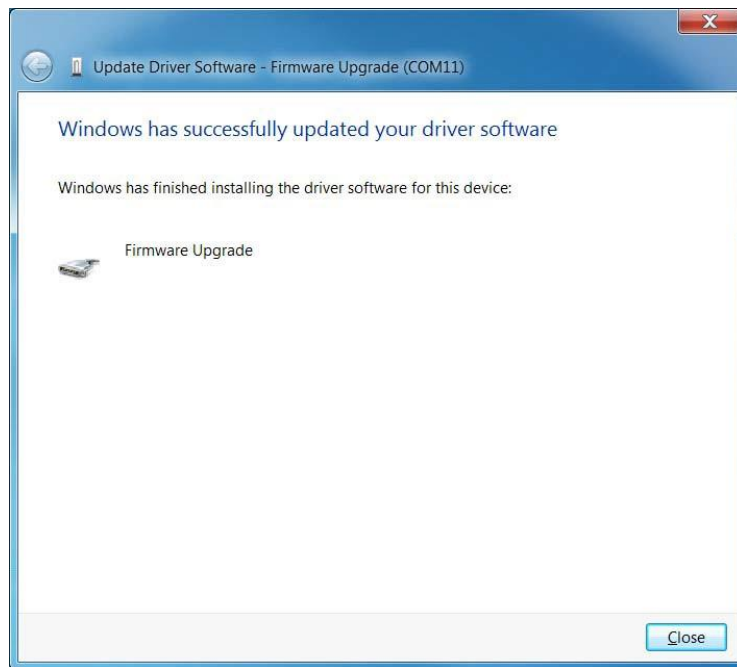 Update Driver Software - Firmware Upgrade (COM11)
Windows has successfully updated your driver software
Windows has finished installing the driver software for this device:
Firmware Upgrade
Close